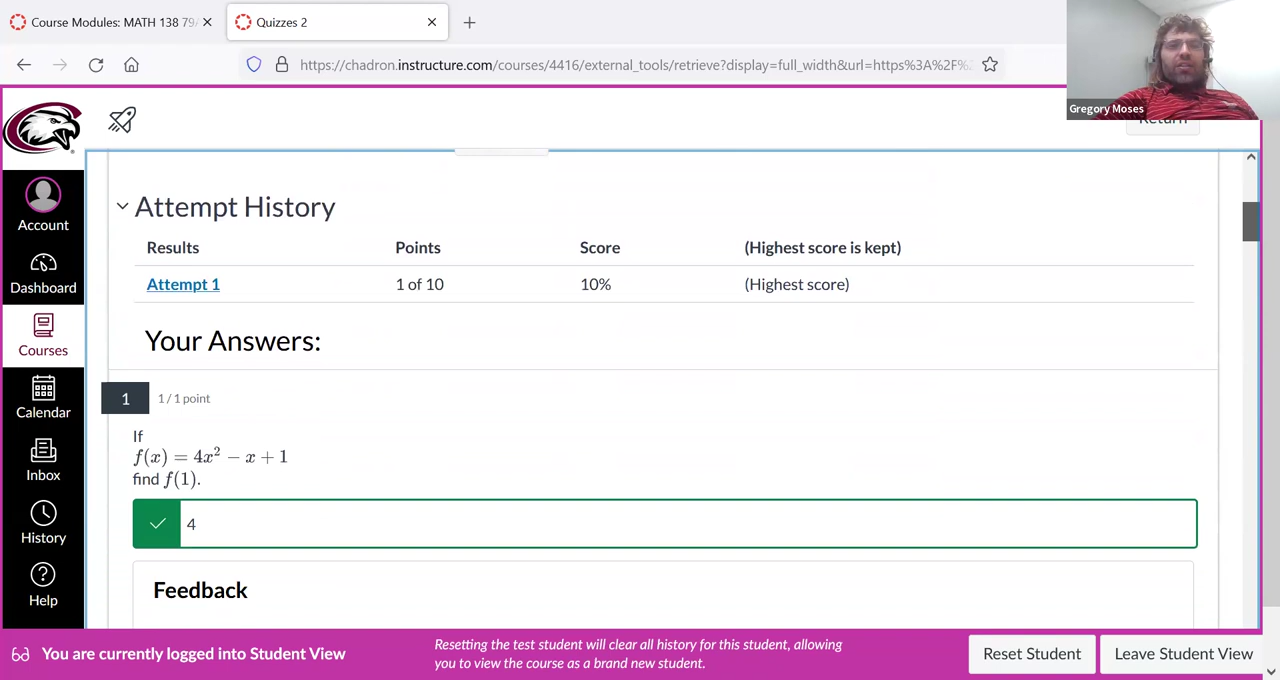 Course Modules: MATH 138 79
Quizzes 2
https://chadron.instructure.com/courses/4416/external_tools/retrieve?display=full_width&url=https%3A%2F%2
Gregory Moses
Return
Account
Dashboard
Courses
Calendar
Inbox
History
Help
Attempt History
Results Points Score (Highest score is kept)
Attempt 1 1 of 10 10% (Highest score)
Your Answers:
1 1 / 1 point
If
f(x) = 4x² − x + 1
find f(1).
4
Feedback
You are currently logged into Student View
Resetting the test student will clear all history for this student, allowing
you to view the course as a brand new student.
Reset Student
Leave Student View